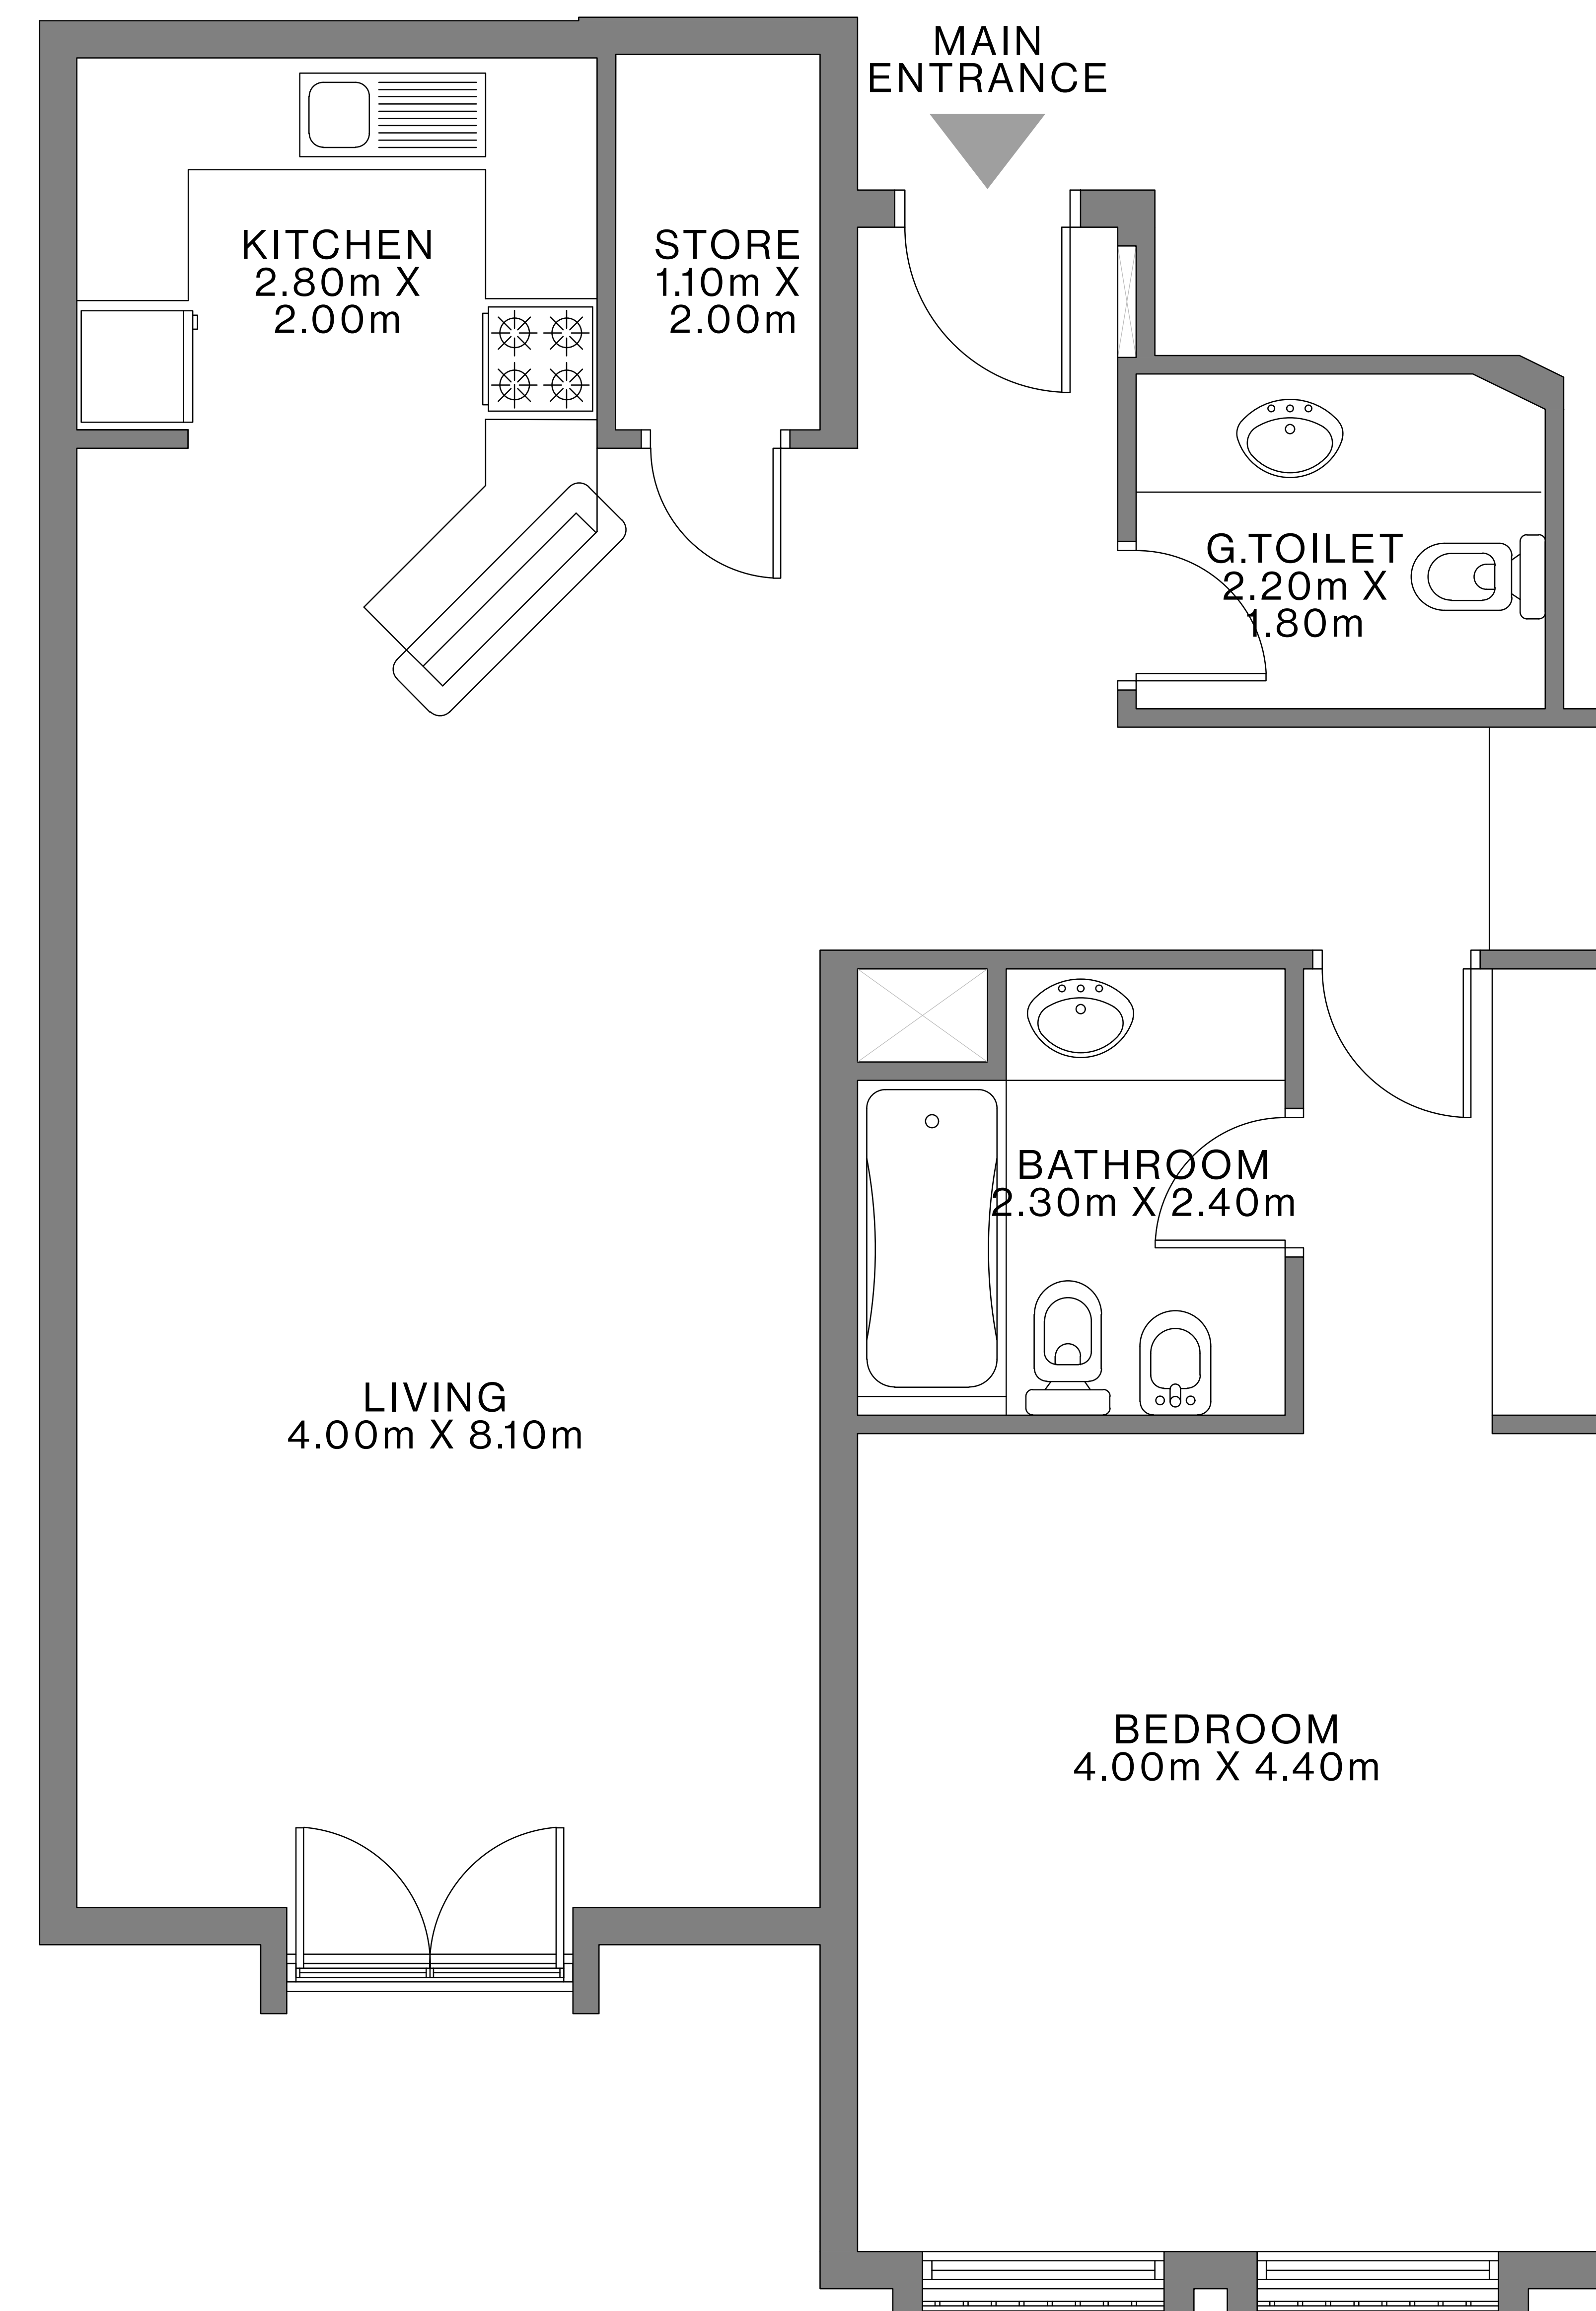 MAIN
ENTRANCE
KITCHEN
2.80m X
2.00m
STORE
1.10m X
2.00m
G.TOILET
2.20m X
1.80m
BATHROOM
2.30m X 2.40m
LIVING
4.00m X 8.10m
BEDROOM
4.00m X 4.40m